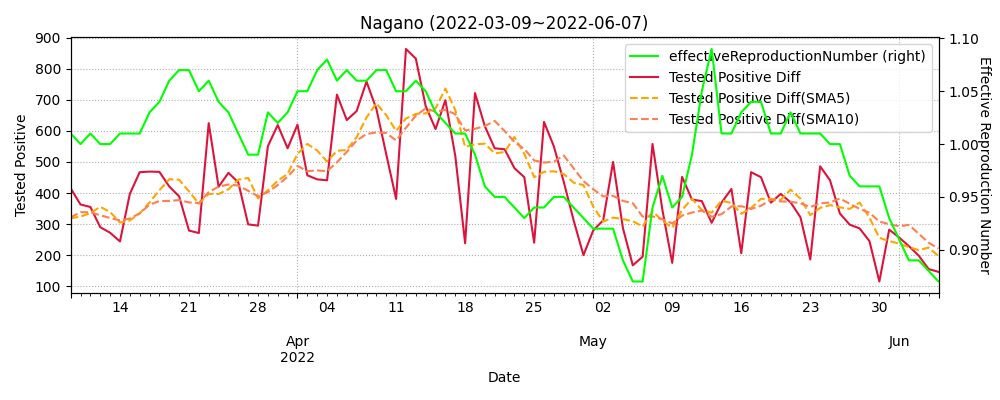 Nagano (2022-03-09~2022-06-07)
effectiveReproductionNumber (right)
Tested Positive Diff
Tested Positive Diff(SMA5)
Tested Positive Diff(SMA10)
Tested Positive
900
800
700
600
500
400
300
200
100
1.10
1.05
1.00
0.95
0.90
Effective Reproduction Number
14 21 28 04 11 18 25 02 09 16 23 30
Apr May Jun
2022
Date